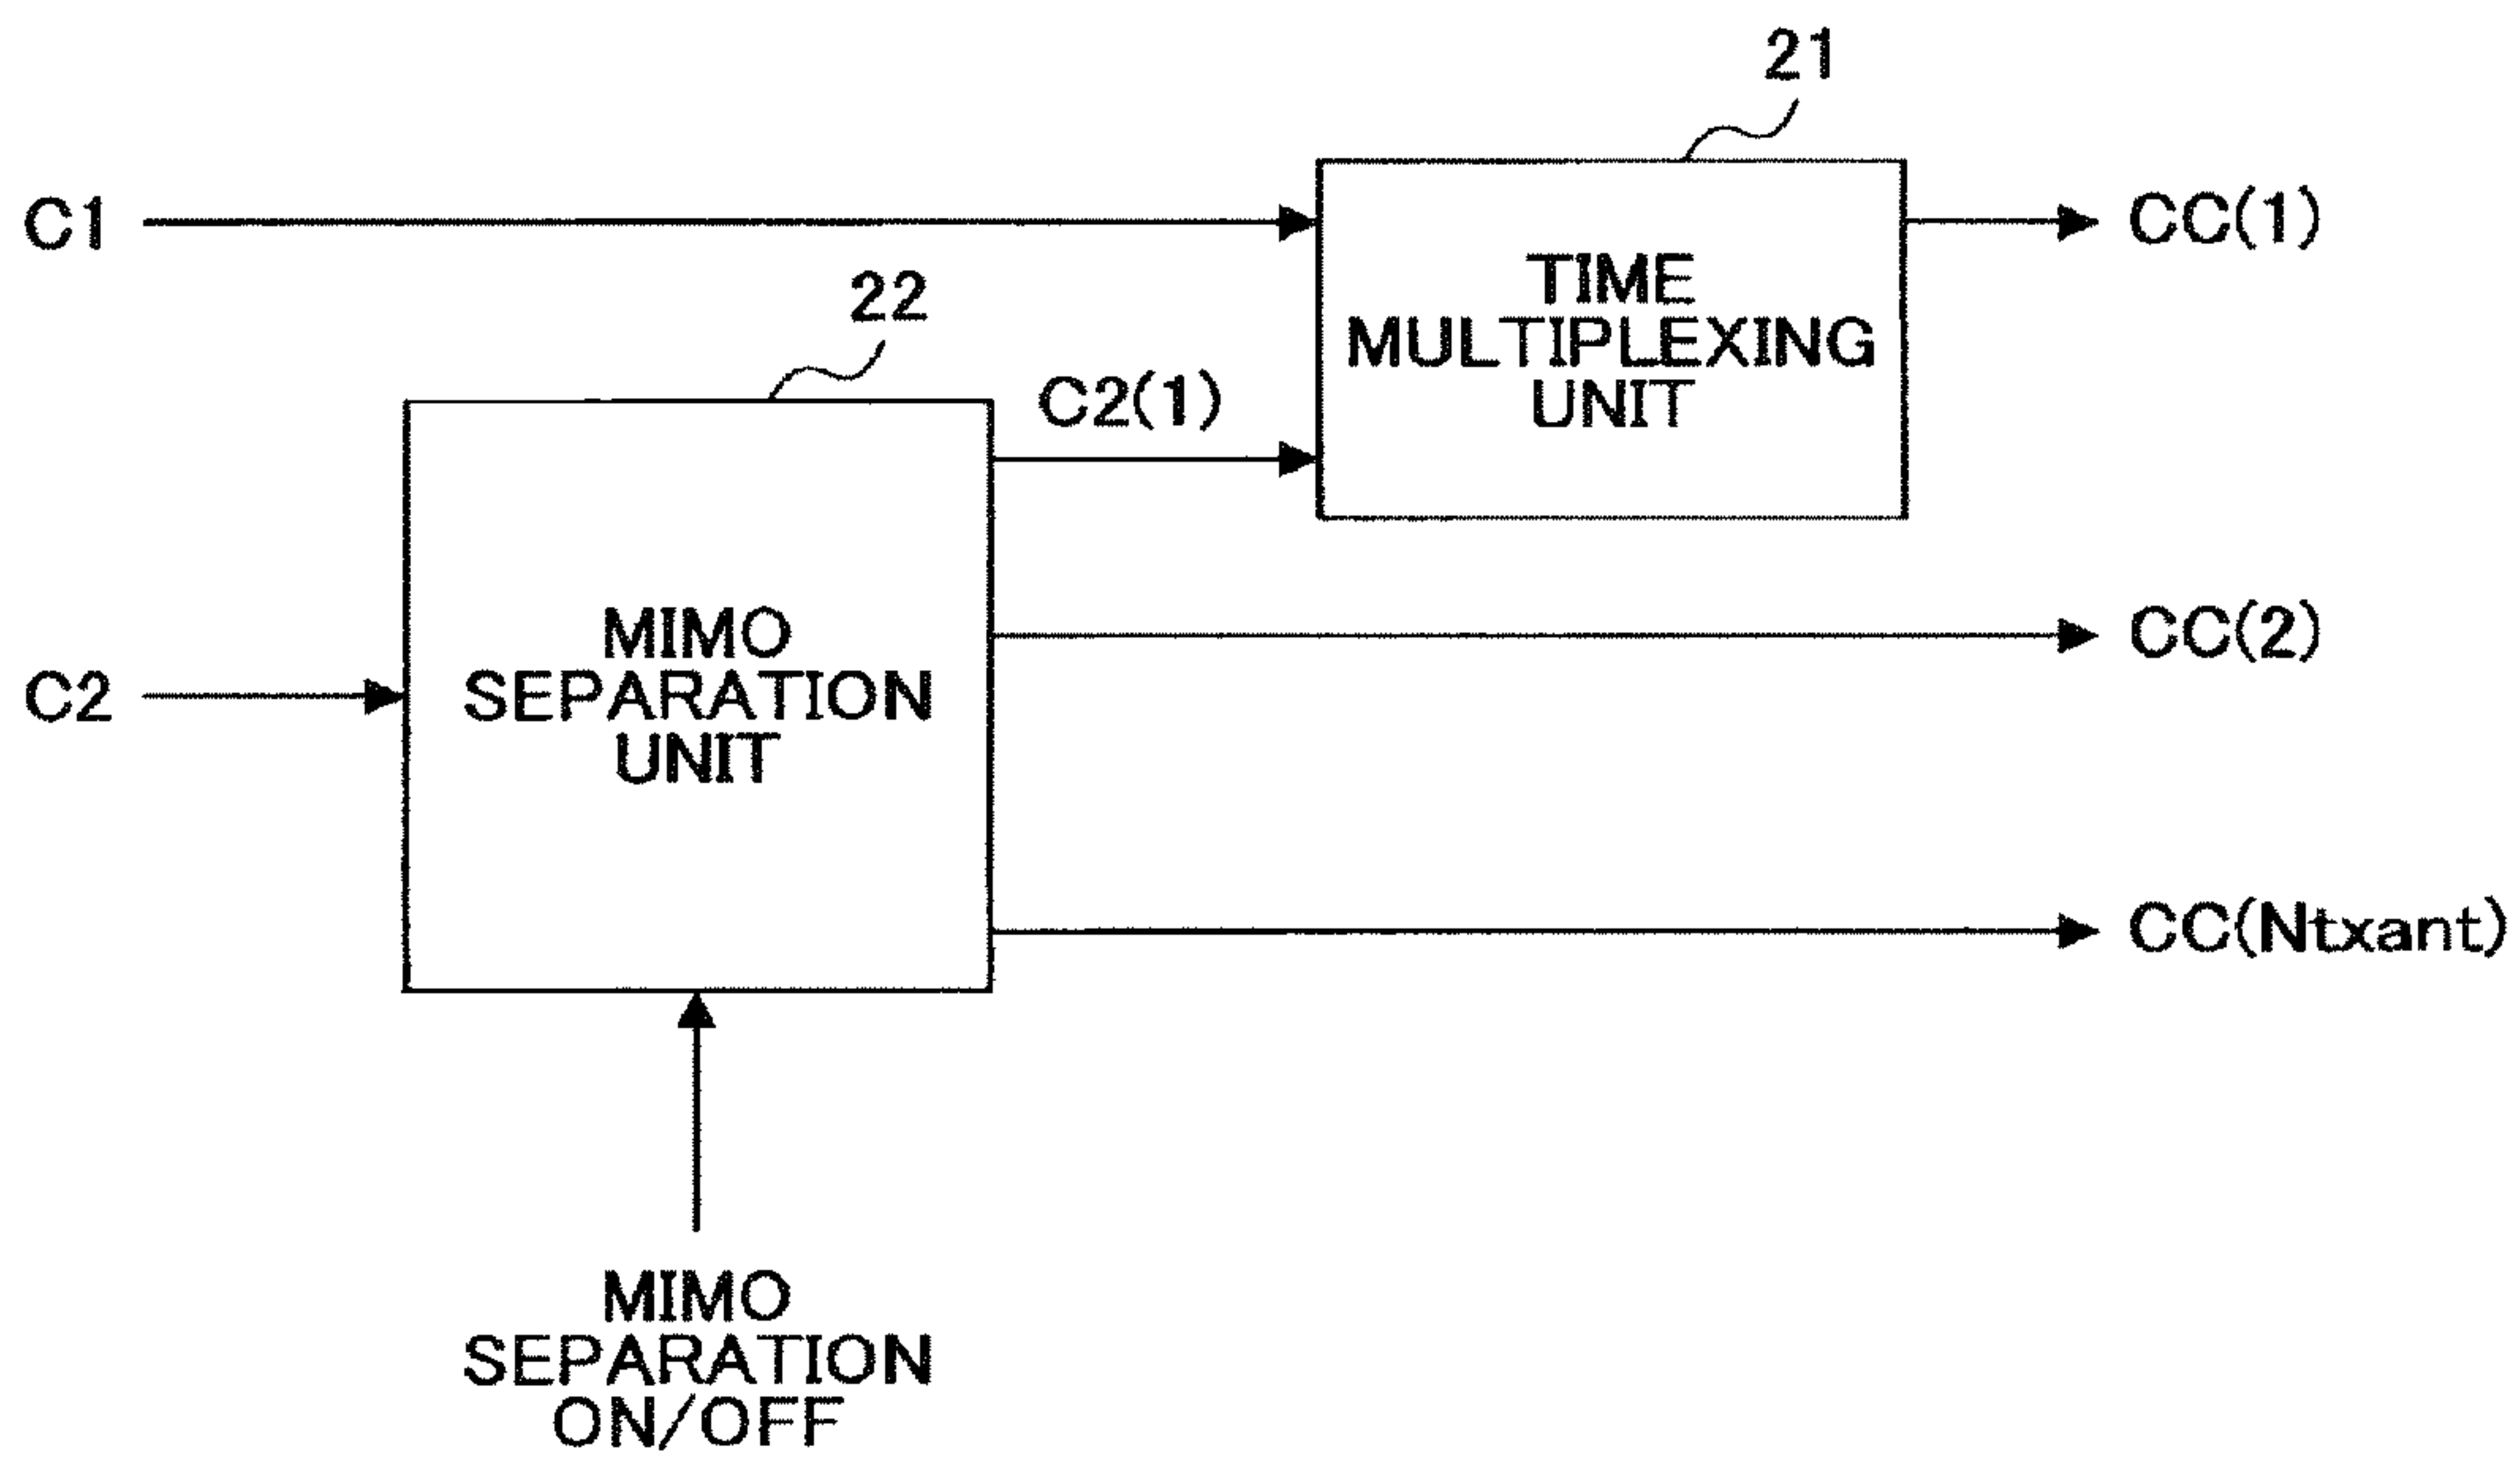 21
C1
CC(1)
TIME
MULTIPLEXING
UNIT
22
C2(1)
MIMO
SEPARATION
UNIT
C2
CC(2)
CC(Ntxant)
MIMO
SEPARATION
ON/OFF